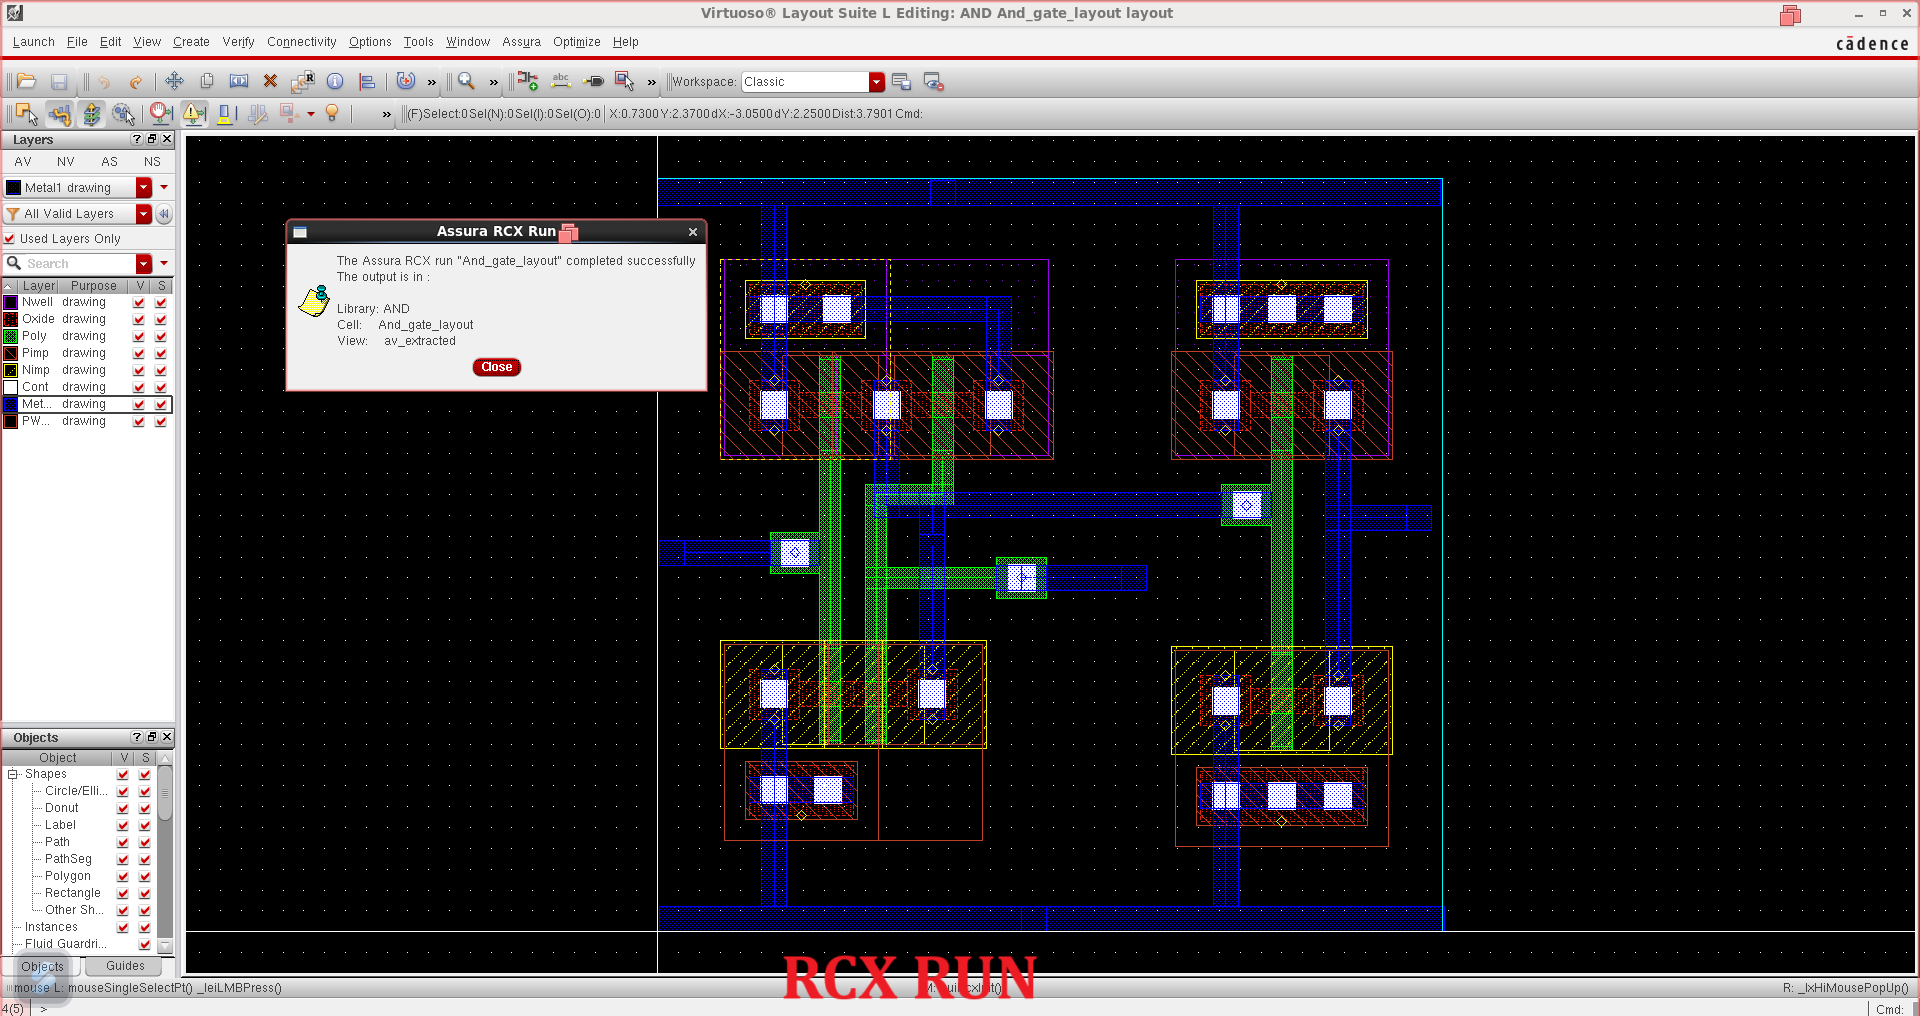 Virtuoso® Layout Suite L Editing: AND And_gate_layout layout
Launch File Edit View Create Verify Connectivity Options Tools Window Assura Optimize Help
cādence
» » » Workspace: Classic
» (F)Select:0 Sel(N):0 Sel(I):0 Sel(O):0 X:0.7300 Y:2.3700 dX:-3.0500 dY:2.2500 Dist:3.7901 Cmd:
Layers
AV NV AS NS
Metal1 drawing
All Valid Layers
Used Layers Only
Search
Layer Purpose V S
Nwell drawing
Oxide drawing
Poly drawing
Pimp drawing
Nimp drawing
Cont drawing
Met... drawing
PW... drawing
Assura RCX Run
The Assura RCX run "And_gate_layout" completed successfully
The output is in :
Library: AND
Cell: And_gate_layout
View: av_extracted
Close
Objects
Object V S
Shapes
Circle/Elli...
Donut
Label
Path
PathSeg
Polygon
Rectangle
Other Sh...
Instances
Fluid Guardri...
Objects Guides
RCX RUN
mouse L: mouseSingleSelectPt() _leiLMBPress()
R: _lxHiMousePopUp()
4(5) >
Cmd: